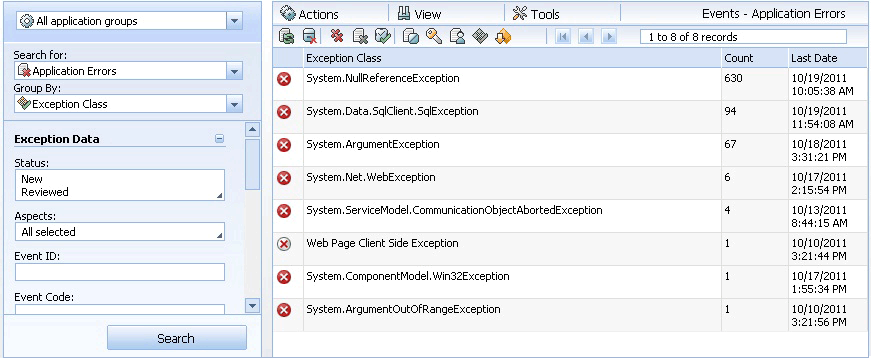 All application groups
Search for:
Application Errors
Group By:
Exception Class
Exception Data
Status:
New
Reviewed
Aspects:
All selected
Event ID:
Event Code:
Search
Actions View Tools Events - Application Errors
1 to 8 of 8 records
Exception Class Count Last Date
System.NullReferenceException 630 10/19/2011
10:05:38 AM
System.Data.SqlClient.SqlException 94 10/19/2011
11:54:08 AM
System.ArgumentException 67 10/18/2011
3:31:21 PM
System.Net.WebException 6 10/17/2011
2:15:54 PM
System.ServiceModel.CommunicationObjectAbortedException 4 10/13/2011
8:44:15 AM
Web Page Client Side Exception 1 10/10/2011
3:21:44 PM
System.ComponentModel.Win32Exception 1 10/17/2011
1:55:34 PM
System.ArgumentOutOfRangeException 1 10/10/2011
3:21:56 PM